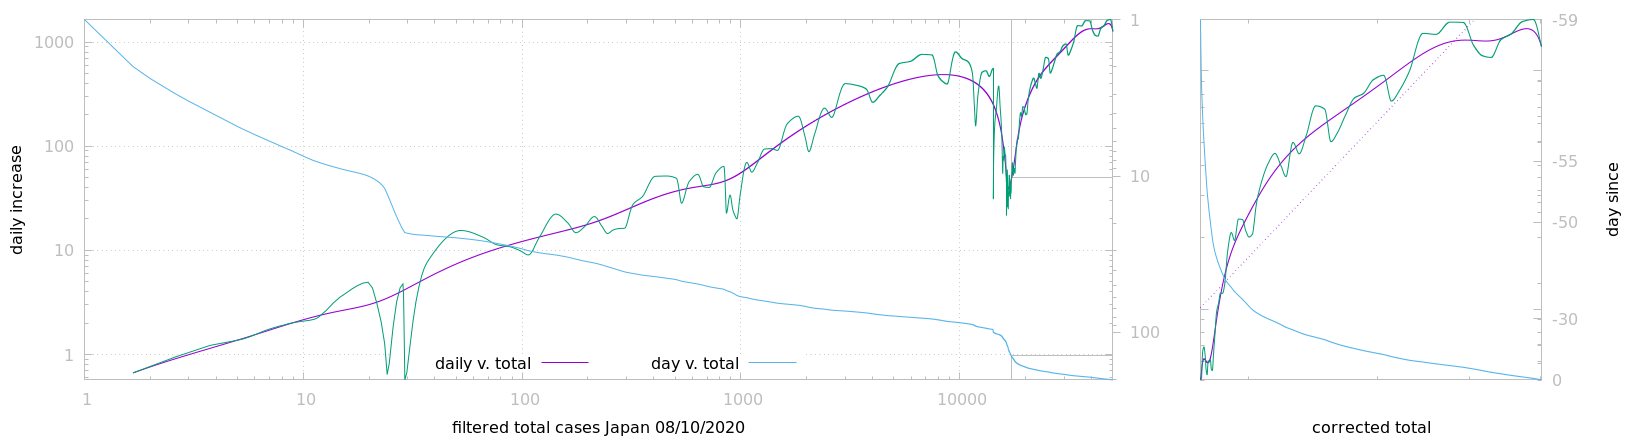 1000
100
10
1
daily increase
daily v. total
day v. total
1
10
100
1000
10000
filtered total cases Japan 08/10/2020
1
10
100
-59
-55
-50
-30
0
day since
corrected total